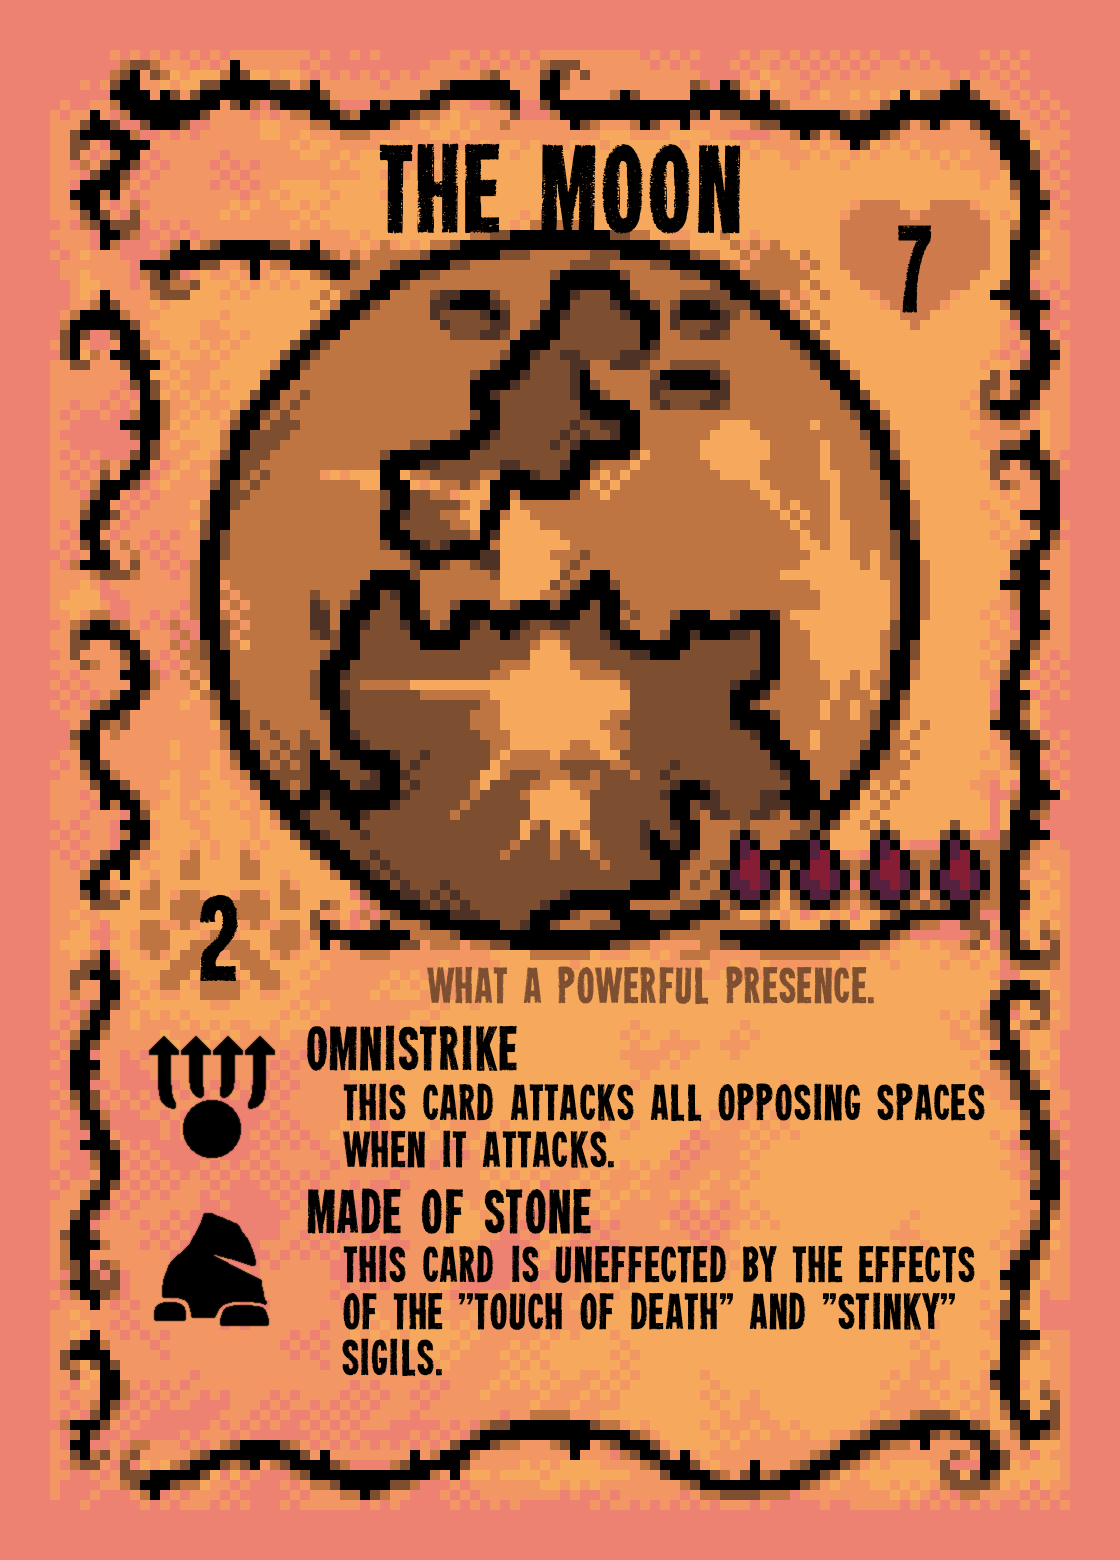 THE MOON
7
2
WHAT A POWERFUL PRESENCE.
OMNISTRIKE
THIS CARD ATTACKS ALL OPPOSING SPACES
WHEN IT ATTACKS.
MADE OF STONE
THIS CARD IS UNEFFECTED BY THE EFFECTS
OF THE "TOUCH OF DEATH" AND "STINKY"
SIGILS.